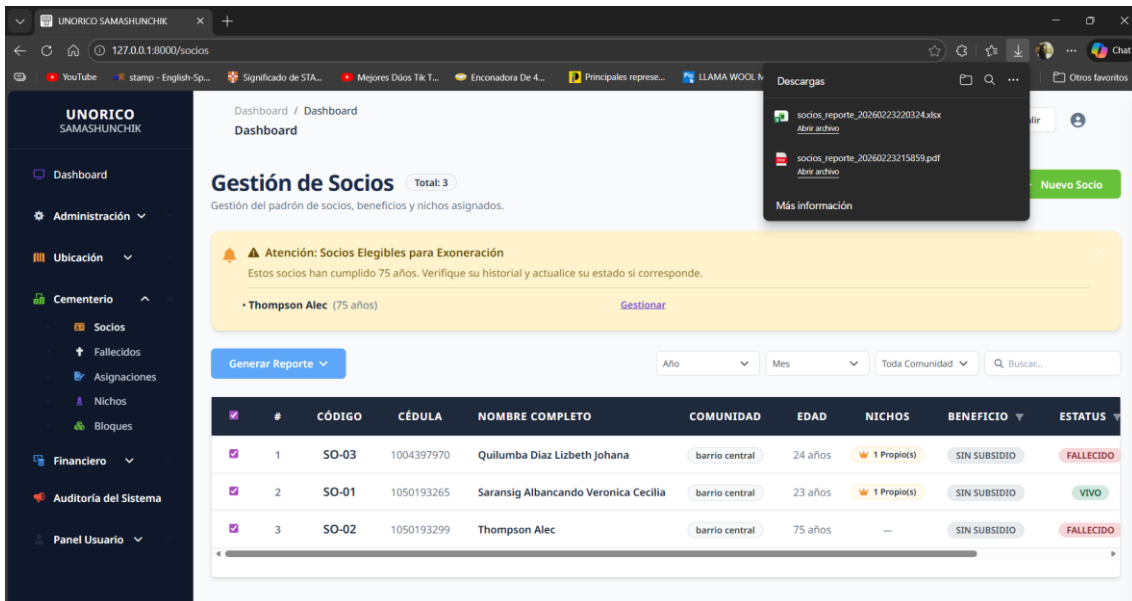 UNORICO SAMASHUNCHIK
127.0.0.1:8000/socios
Chat
YouTube
stamp - English-Sp...
Significado de STA...
Mejores Dúos Tik T...
Enconadora De 4...
Principales represe...
LLAMA WOOL M
Otros favoritos
Descargas
socios_reporte_20260223220324.xlsx
Abrir archivo
socios_reporte_20260223215859.pdf
Abrir archivo
Más información
UNORICO
SAMASHUNCHIK
Dashboard
Administración
Ubicación
Cementerio
Socios
Fallecidos
Asignaciones
Nichos
Bloques
Financiero
Auditoría del Sistema
Panel Usuario
Dashboard / Dashboard
Dashboard
Gestión de Socios Total: 3
Gestión del padrón de socios, beneficios y nichos asignados.
Nuevo Socio
Atención: Socios Elegibles para Exoneración
Estos socios han cumplido 75 años. Verifique su historial y actualice su estado si corresponde.
• Thompson Alec (75 años) Gestionar
Generar Reporte Año Mes Toda Comunidad Buscar...
# CÓDIGO CÉDULA NOMBRE COMPLETO COMUNIDAD EDAD NICHOS BENEFICIO ESTATUS
1 SO-03 1004397970 Quilumba Diaz Lizbeth Johana barrio central 24 años 1 Propio(s) SIN SUBSIDIO FALLECIDO
2 SO-01 1050193265 Saransig Albancando Veronica Cecilia barrio central 23 años 1 Propio(s) SIN SUBSIDIO VIVO
3 SO-02 1050193299 Thompson Alec barrio central 75 años — SIN SUBSIDIO FALLECIDO